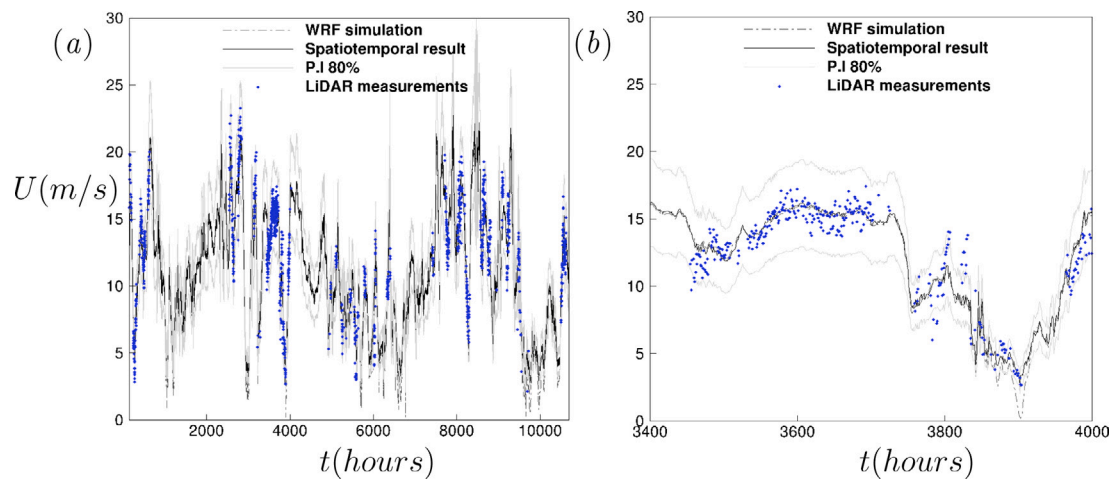 (a)
WRF simulation
Spatiotemporal result
P.I 80%
LiDAR measurements
U(m/s)
30
25
20
15
10
5
0
2000
4000
6000
8000
10000
t(hours)
(b)
WRF simulation
Spatiotemporal result
P.I 80%
LiDAR measurements
30
25
20
15
10
5
0
3400
3600
3800
4000
t(hours)